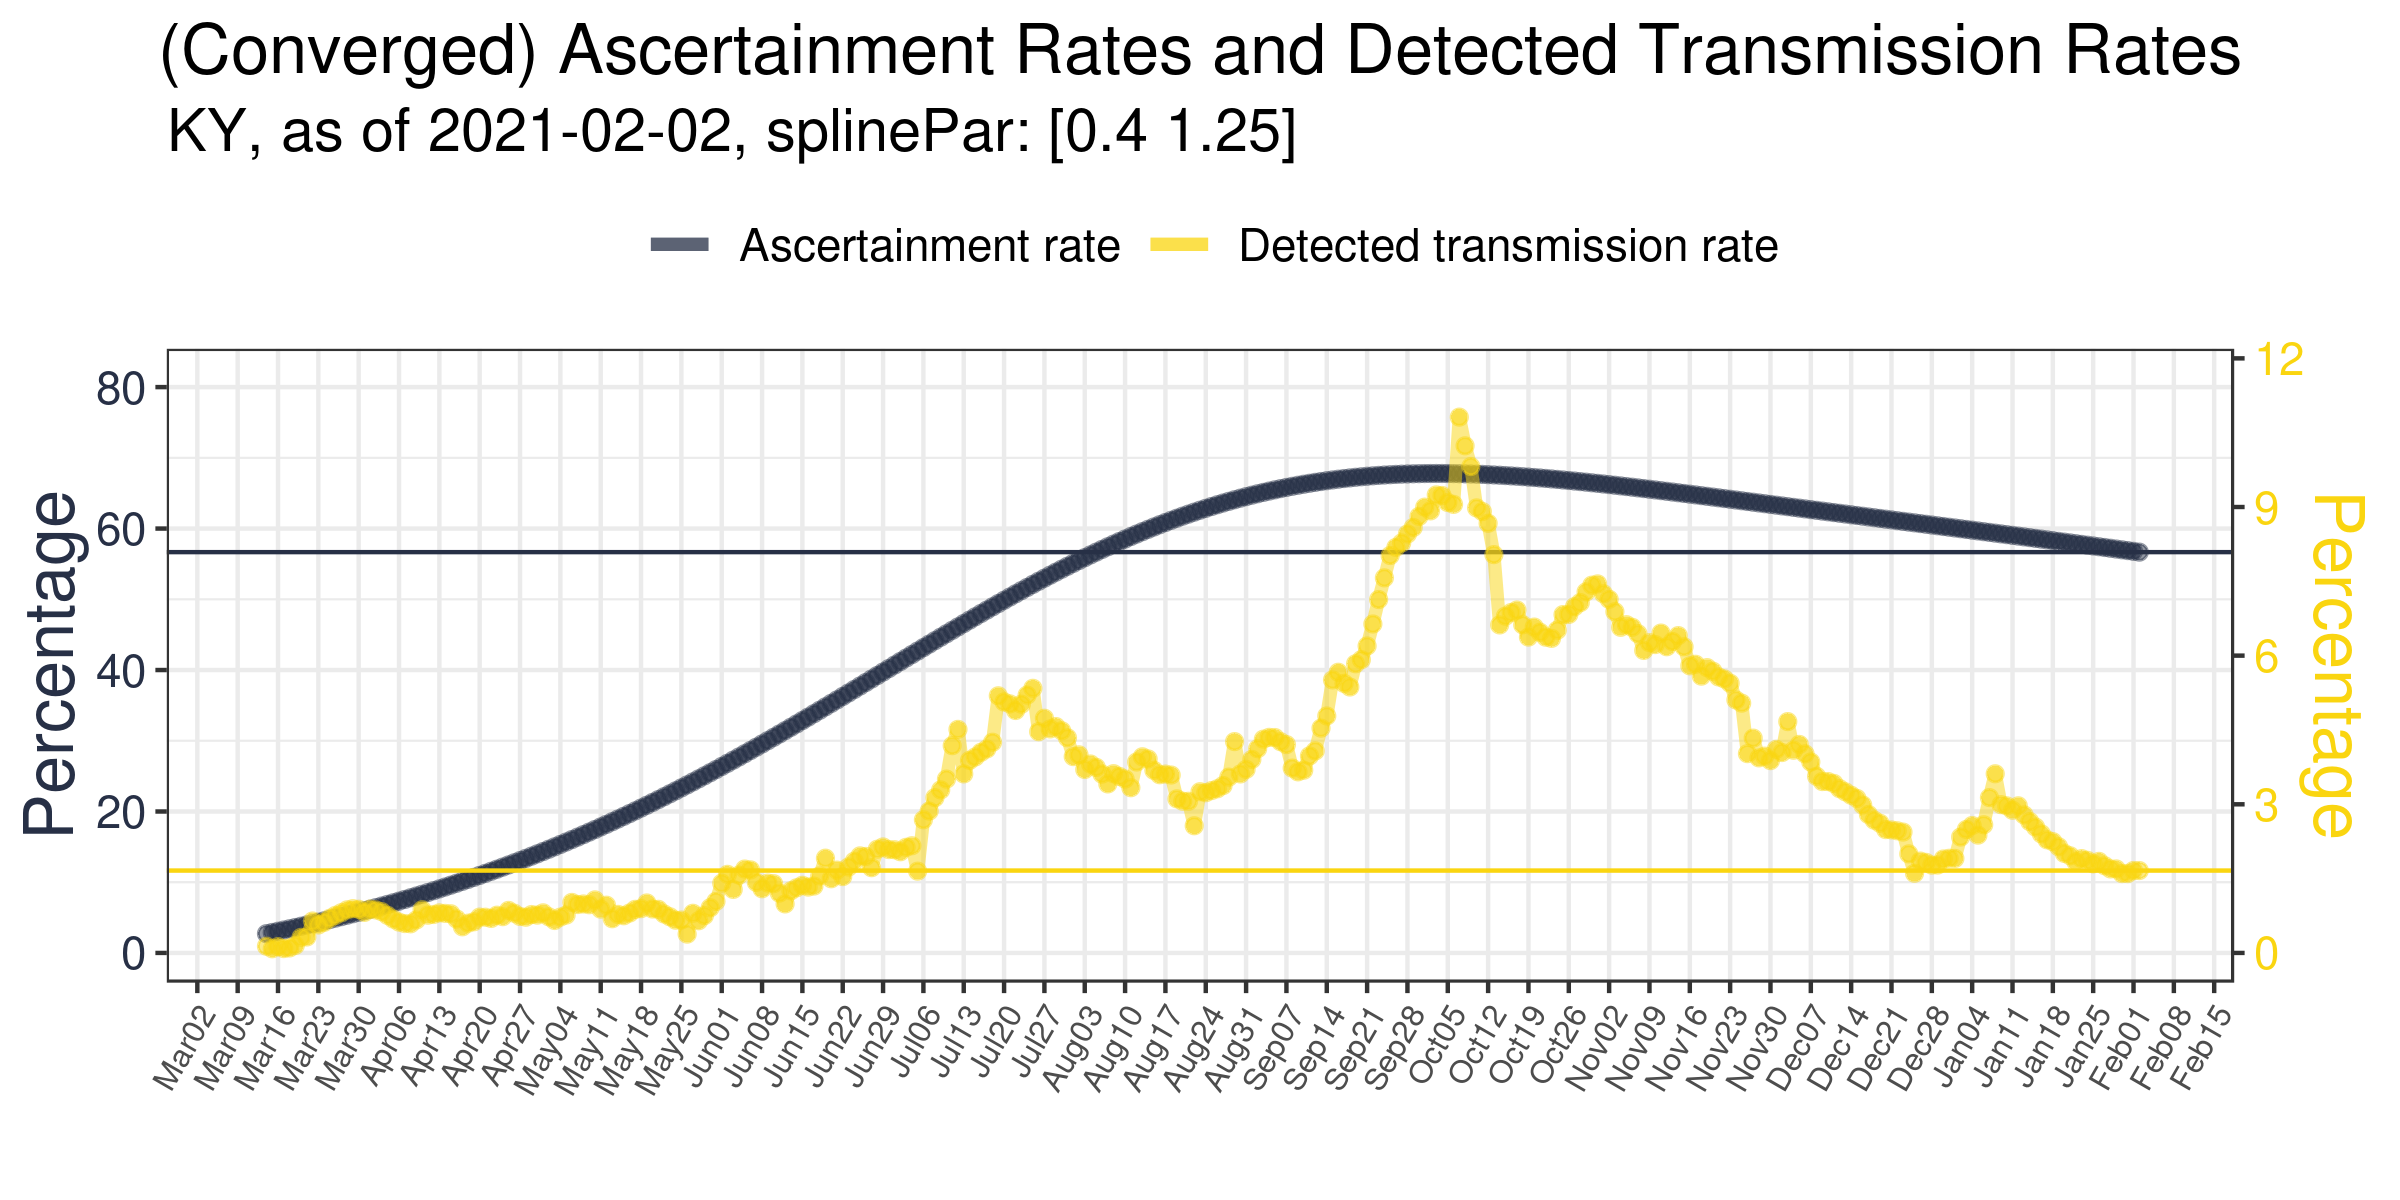 (Converged) Ascertainment Rates and Detected Transmission Rates
KY, as of 2021-02-02, splinePar: [0.4 1.25]
Ascertainment rate Detected transmission rate
Percentage
80
60
40
20
0
12
9
6
3
0
Percentage
Mar02 Mar09 Mar16 Mar23 Mar30 Apr06 Apr13 Apr20 Apr27 May04 May11 May18 May25 Jun01 Jun08 Jun15 Jun22 Jun29 Jul06 Jul13 Jul20 Jul27 Aug03 Aug10 Aug17 Aug24 Aug31 Sep07 Sep14 Sep21 Sep28 Oct05 Oct12 Oct19 Oct26 Nov02 Nov09 Nov16 Nov23 Nov30 Dec07 Dec14 Dec21 Dec28 Jan04 Jan11 Jan18 Jan25 Feb01 Feb08 Feb15